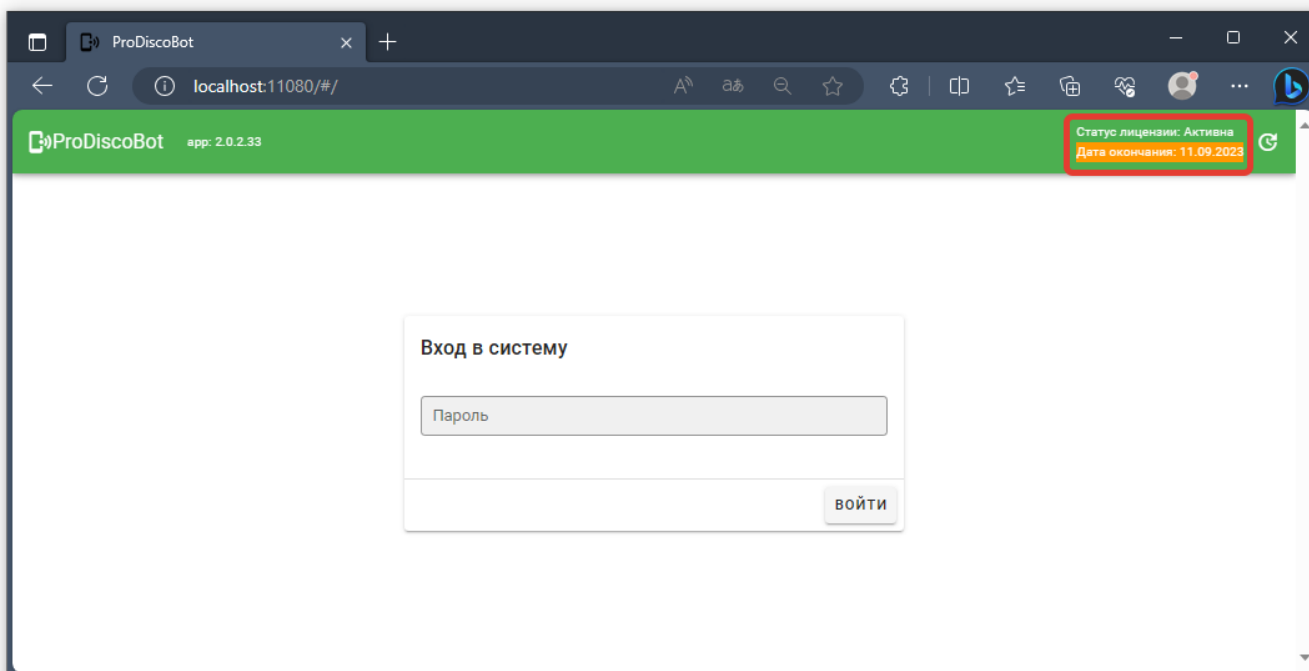 ProDiscoBot
localhost:11080/#/
ProDiscoBot app: 2.0.2.33
Статус лицензии: Активна
Дата окончания: 11.09.2023
Вход в систему
Пароль
ВОЙТИ